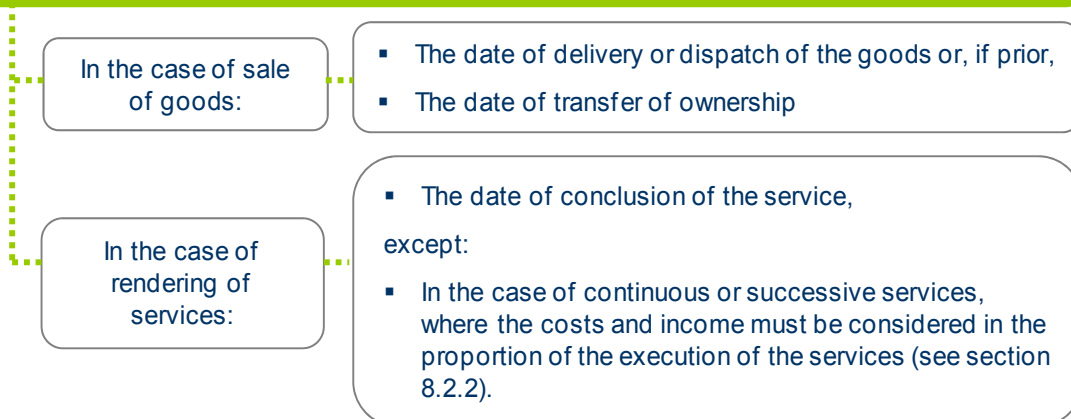 In the case of sale
of goods:
▪ The date of delivery or dispatch of the goods or, if prior,
▪ The date of transfer of ownership
In the case of
rendering of
services:
▪ The date of conclusion of the service,
except:
▪ In the case of continuous or successive services,
where the costs and income must be considered in the
proportion of the execution of the services (see section
8.2.2).